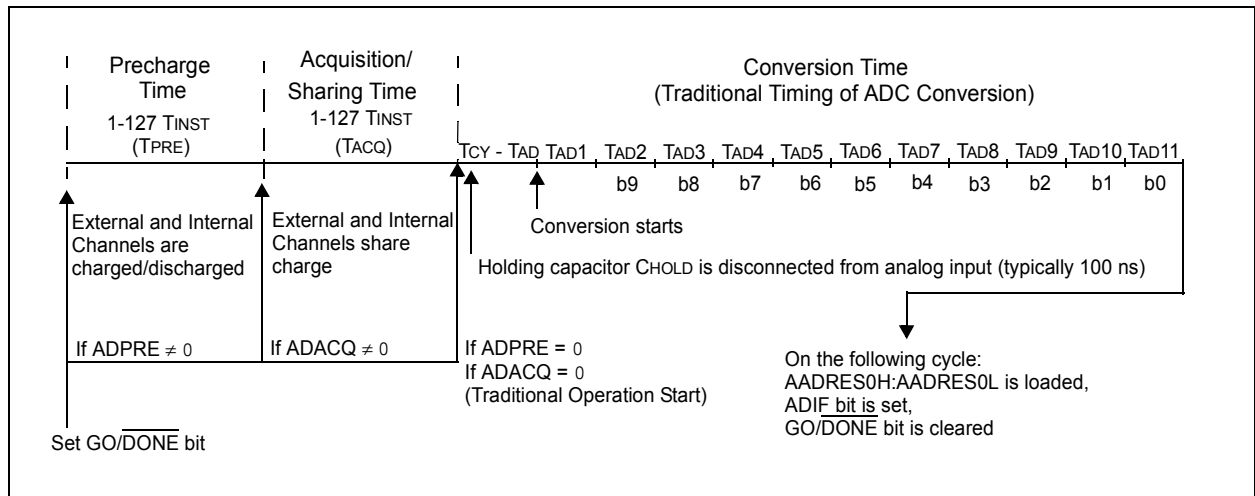 Precharge
Time
1-127 TINST
(TPRE)
Acquisition/
Sharing Time
1-127 TINST
(TACQ)
Conversion Time
(Traditional Timing of ADC Conversion)
TCY - TAD TAD1 TAD2 TAD3 TAD4 TAD5 TAD6 TAD7 TAD8 TAD9 TAD10 TAD11
b9 b8 b7 b6 b5 b4 b3 b2 b1 b0
External and Internal
Channels are
charged/discharged
External and Internal
Channels share
charge
Conversion starts
Holding capacitor CHOLD is disconnected from analog input (typically 100 ns)
If ADPRE ≠ 0
If ADACQ ≠ 0
If ADPRE = 0
If ADACQ = 0
(Traditional Operation Start)
On the following cycle:
AADRES0H:AADRES0L is loaded,
ADIF bit is set,
GO/DONE bit is cleared
Set GO/DONE bit